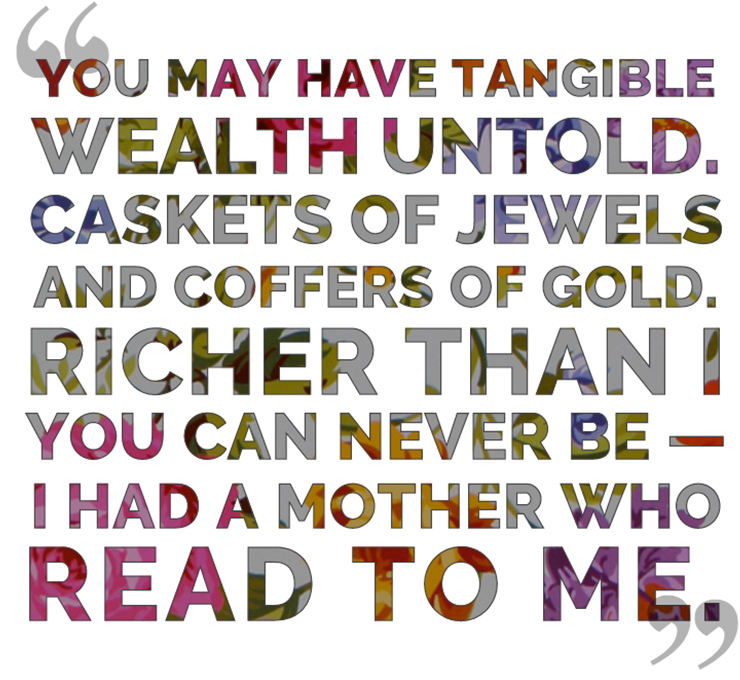 “YOU MAY HAVE TANGIBLE
WEALTH UNTOLD.
CASKETS OF JEWELS
AND COFFERS OF GOLD.
RICHER THAN I
YOU CAN NEVER BE —
I HAD A MOTHER WHO
READ TO ME.”